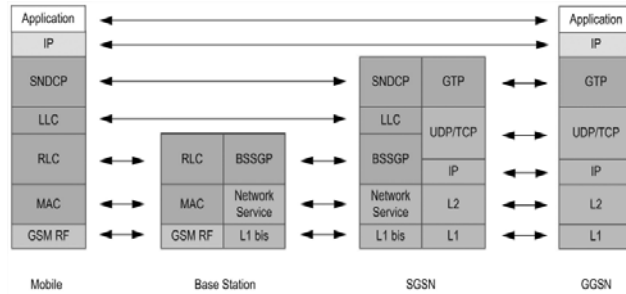 Application
Application
IP
IP
SNDCP
SNDCP
GTP
GTP
LLC
LLC
UDP/TCP
UDP/TCP
RLC
RLC
BSSGP
BSSGP
IP
IP
MAC
MAC
Network
Service
Network
Service
L2
L2
GSM RF
GSM RF
L1 bis
L1 bis
L1
L1
Mobile
Base Station
SGSN
GGSN